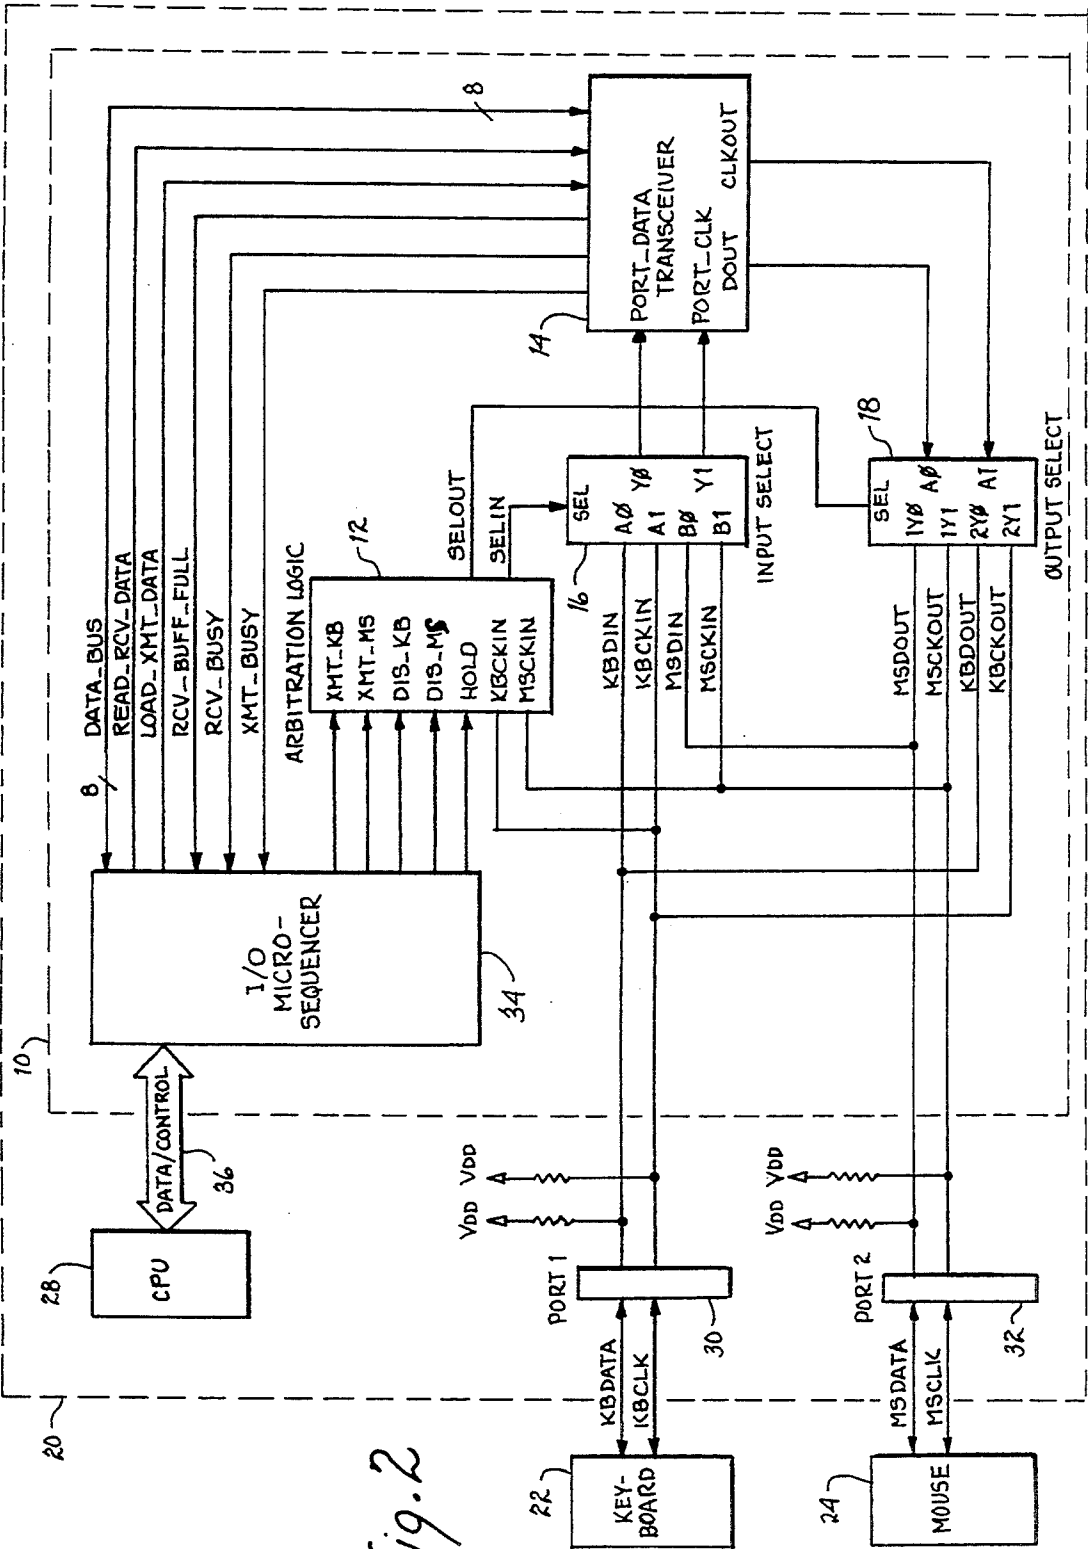 Fig. 2
20
10
28
CPU
DATA/CONTROL
36
I/O
MICRO-
SEQUENCER
34
8
DATA_BUS
READ_RCV_DATA
LOAD_XMT_DATA
RCV_BUFF_FULL
RCV_BUSY
XMT_BUSY
8
ARBITRATION LOGIC
12
XMT_KB
XMT_MS
DIS_KB
DIS_MS
HOLD
KBCKIN
MSCKIN
SELOUT
SELIN
14
PORT_DATA
TRANSCEIVER
PORT_CLK
DOUT CLKOUT
22
KEY-
BOARD
KBDATA
KBCLK
PORT 1
30
VDD VDD
KBDIN
KBCKIN
MSDIN
MSCKIN
16
SEL
AØ YØ
A1
BØ Y1
B1
INPUT SELECT
24
MOUSE
MSDATA
MSCLK
PORT 2
32
VDD VDD
MSDOUT
MSCKOUT
KBDOUT
KBCKOUT
18
SEL
1YØ AØ
1Y1
2YØ A1
2Y1
OUTPUT SELECT